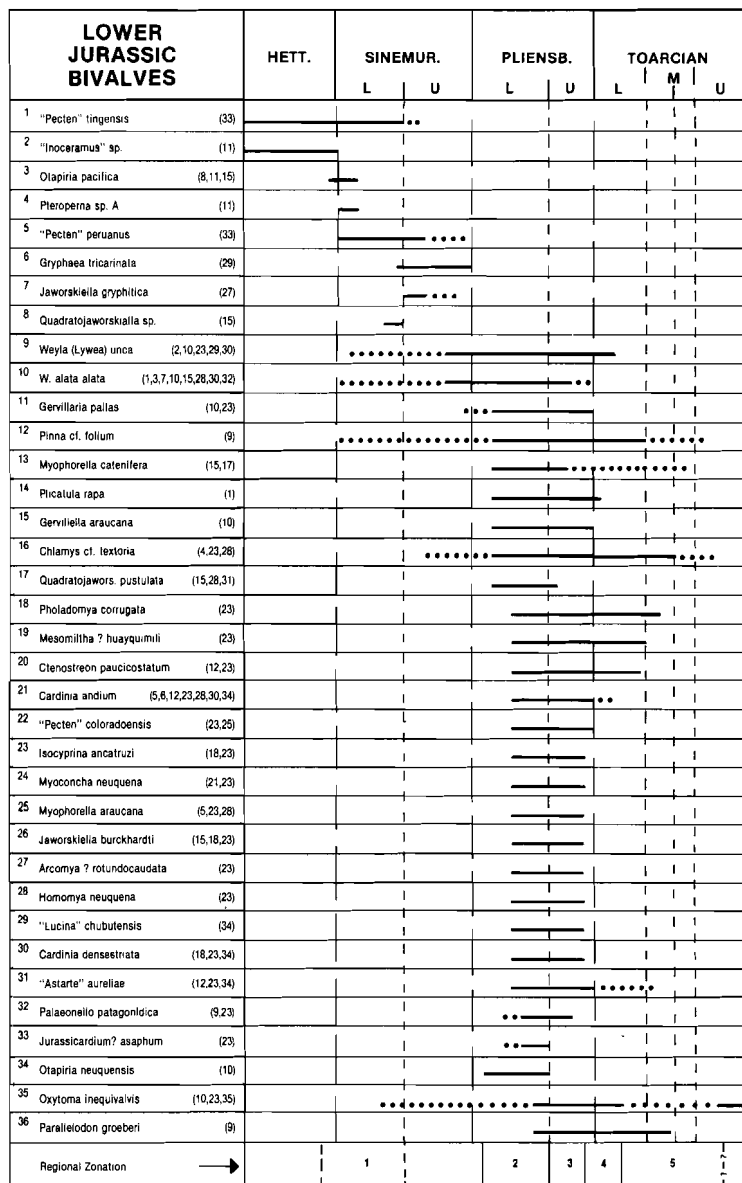 LOWER
JURASSIC
BIVALVES
HETT. SINEMUR. PLIENSB. TOARCIAN
L U L U L M U
1 "Pecten" tingensis (33)
2 "Inoceramus" sp. (11)
3 Otapiria pacifica (8,11,15)
4 Pteroperna sp. A (11)
5 "Pecten" peruanus (33)
6 Gryphaea tricarinata (29)
7 Jaworskiella gryphitica (27)
8 Quadratojaworskialla sp. (15)
9 Weyla (Lywea) unca (2,10,23,29,30)
10 W. alata alata (1,3,7,10,15,28,30,32)
11 Gervillaria pallas (10,23)
12 Pinna cf. folium (9)
13 Myophorella catenifera (15,17)
14 Plicatula rapa (1)
15 Gervillella araucana (10)
16 Chlamys cf. textoria (4,23,28)
17 Quadratojawors. pustulata (15,28,31)
18 Pholadomya corrugata (23)
19 Mesomiltha ? huayquimili (23)
20 Ctenostreon paucicostatum (12,23)
21 Cardinia andium (5,6,12,23,28,30,34)
22 "Pecten" coloradoensis (23,25)
23 Isocyprina ancatruzi (18,23)
24 Myoconcha neuquena (21,23)
25 Myophorella araucana (5,23,28)
26 Jaworskiella burckhardti (15,18,23)
27 Arcomya ? rotundocaudata (23)
28 Homomya neuquena (23)
29 "Lucina" chubutensis (34)
30 Cardinia densestriata (18,23,34)
31 "Astarte" aureliae (12,23,34)
32 Palaeoneilo patagonidica (9,23)
33 Jurassicardium? asaphum (23)
34 Otapiria neuquensis (10)
35 Oxytoma inequivalvis (10,23,35)
36 Parallelodon groeberi (9)
Regional Zonation 1 2 3 4 5